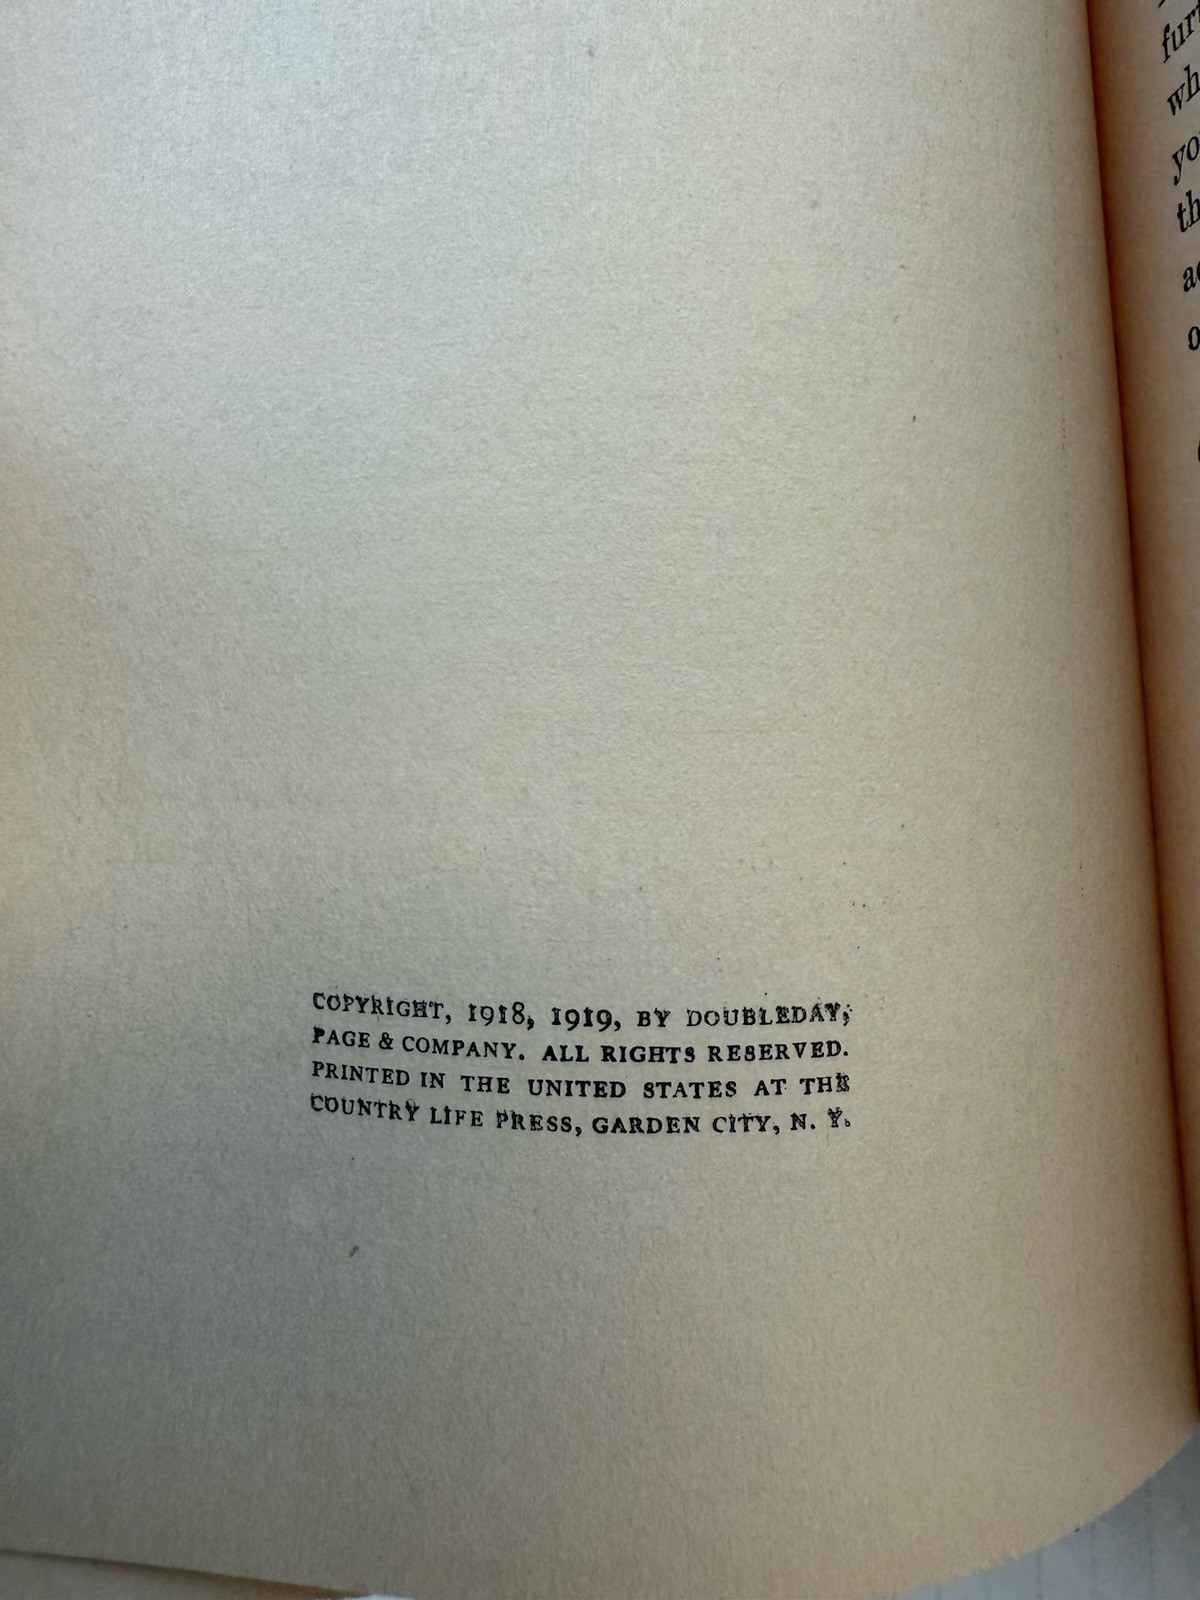 COPYRIGHT, 1918, 1919, BY DOUBLEDAY,
PAGE & COMPANY. ALL RIGHTS RESERVED.
PRINTED IN THE UNITED STATES AT THE
COUNTRY LIFE PRESS, GARDEN CITY, N. Y.